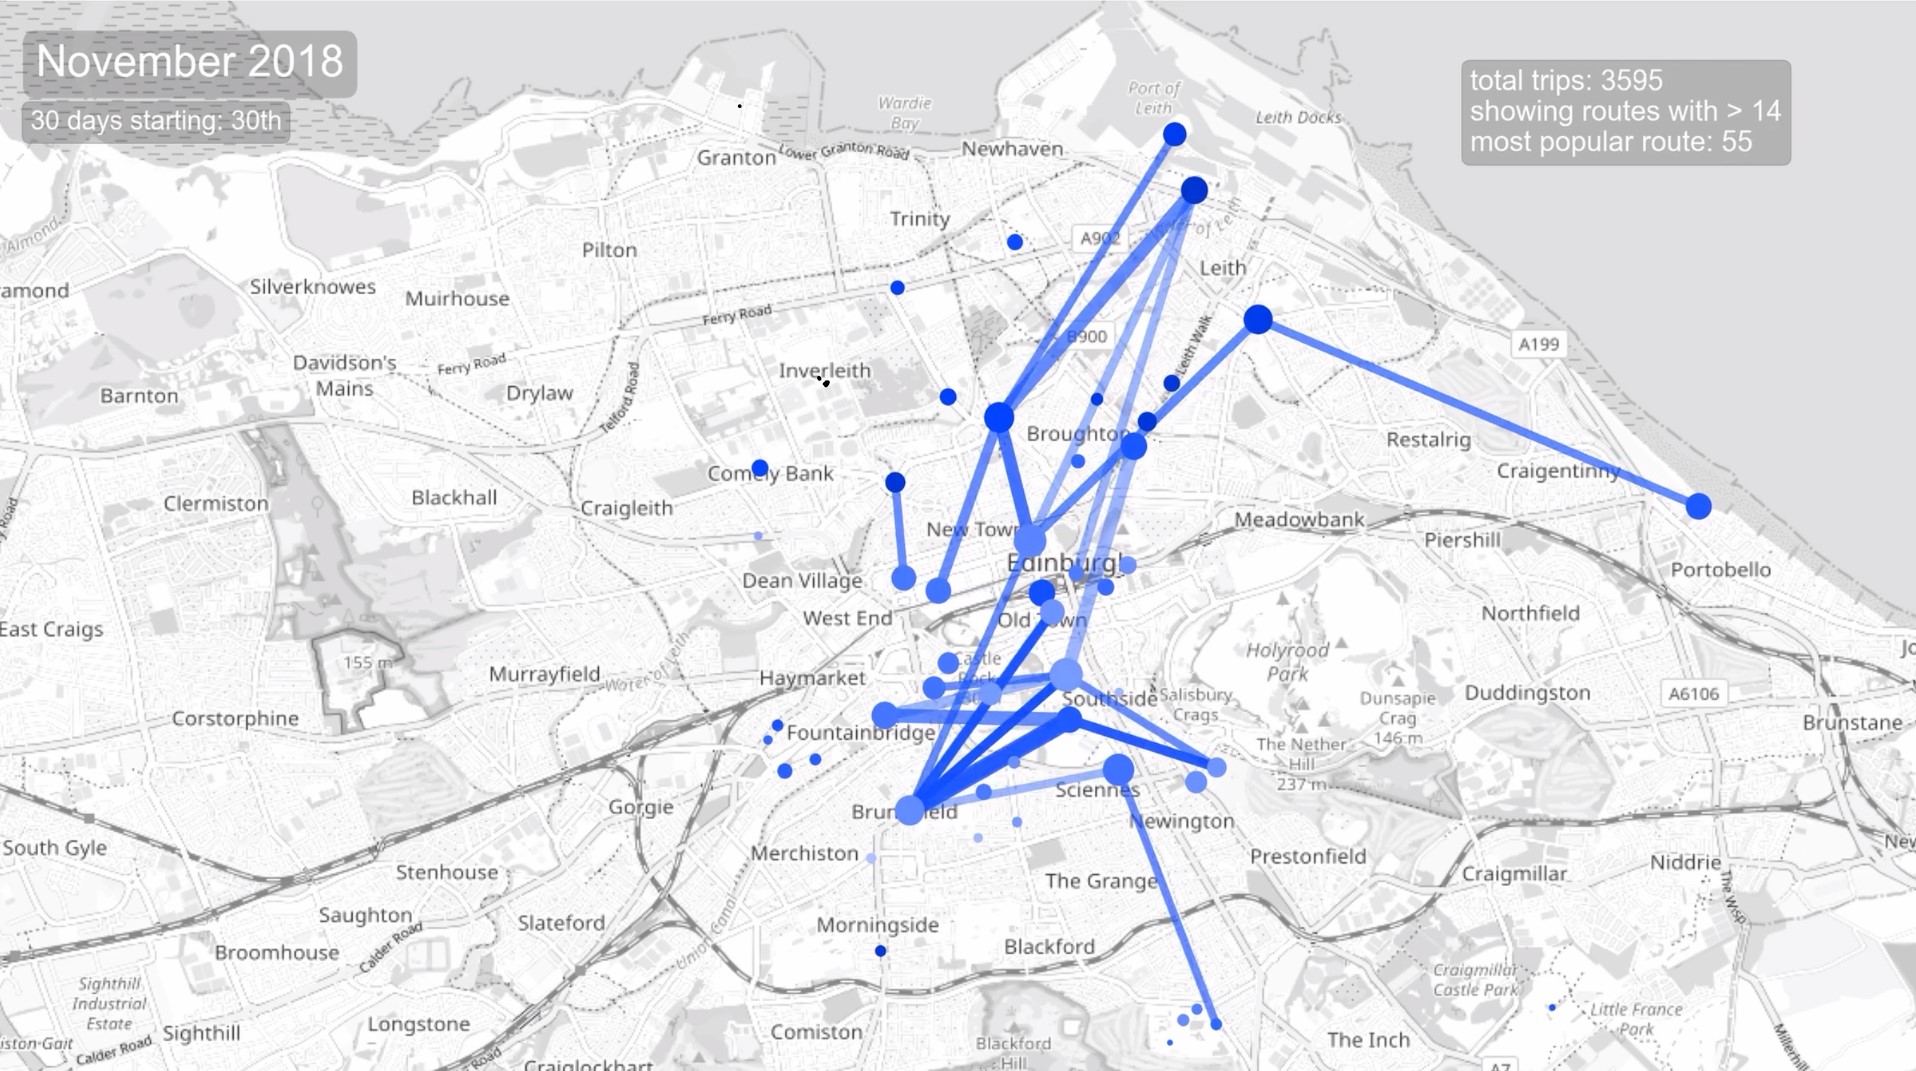 November 2018
30 days starting: 30th
total trips: 3595
showing routes with > 14
most popular route: 55
Port of
Leith
Wardie
Bay
Leith Docks
Granton
Lower Granton Road
Newhaven
Trinity
Almond
A902
Pilton
Leith
Silverknowes
Muirhouse
ramond
Ferry Road
B900
Leith Walk
A199
Davidson's
Mains
Ferry Road
Inverleith
Barnton
Drylaw
Telford Road
Broughton
Restalrig
Comely Bank
Craigentinny
Clermiston
Blackhall
Craigleith
Road
New Town
Meadowbank
Piershill
Edinburgh
Portobello
Dean Village
West End
Old Town
Northfield
East Craigs
155 m
Murrayfield
Water of Leith
Haymarket
Castle
Rock
Holyrood
Park
Southside
Salisbury
Crags
Dunsapie
Crag
146 m
Duddingston
A6106
Corstorphine
Fountainbridge
Brunstane
The Nether
Hill
237 m
Sciennes
Gorgie
Bruntsfield
Newington
South Gyle
Merchiston
Prestonfield
Niddrie
Stenhouse
The Grange
Craigmillar
The Wisp
Saughton
Slateford
Union Canal
Morningside
Calder Road
Broomhouse
Blackford
Sighthill
Industrial
Estate
Craigmillar
Castle Park
Little France
Park
Sighthill
Longstone
Comiston
Blackford
Hill
The Inch
iston-Gait
Calder Road
Road
Craiglockhart
A7
Millerhill